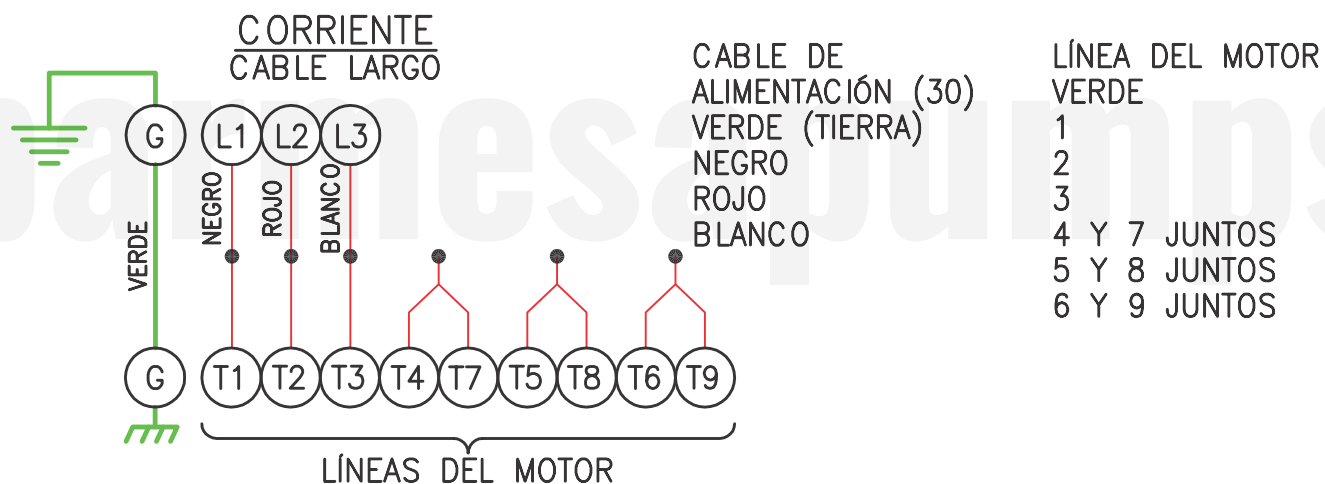 CORRIENTE
CABLE LARGO
G L1 L2 L3
VERDE
NEGRO
ROJO
BLANCO
G T1 T2 T3 T4 T7 T5 T8 T6 T9
LÍNEAS DEL MOTOR
CABLE DE
ALIMENTACIÓN (30)
VERDE (TIERRA)
NEGRO
ROJO
BLANCO
LÍNEA DEL MOTOR
VERDE
1
2
3
4 Y 7 JUNTOS
5 Y 8 JUNTOS
6 Y 9 JUNTOS
barmesapumps